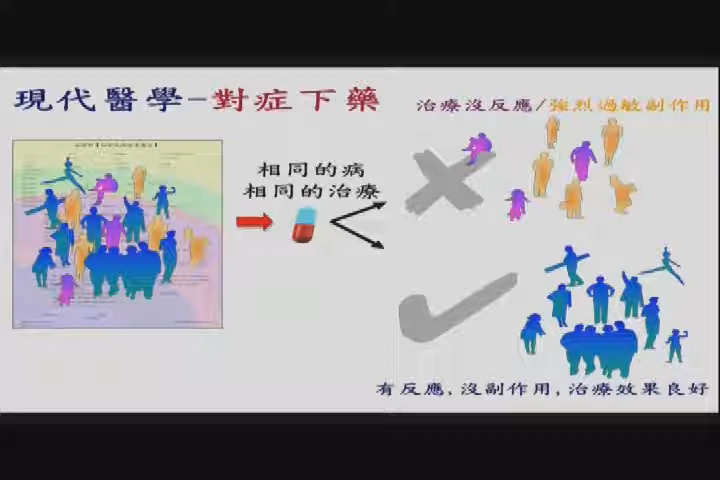 現代醫學-對症下藥
治療沒反應/強烈過敏副作用
相同的病
相同的治療
有反應,沒副作用,治療效果良好